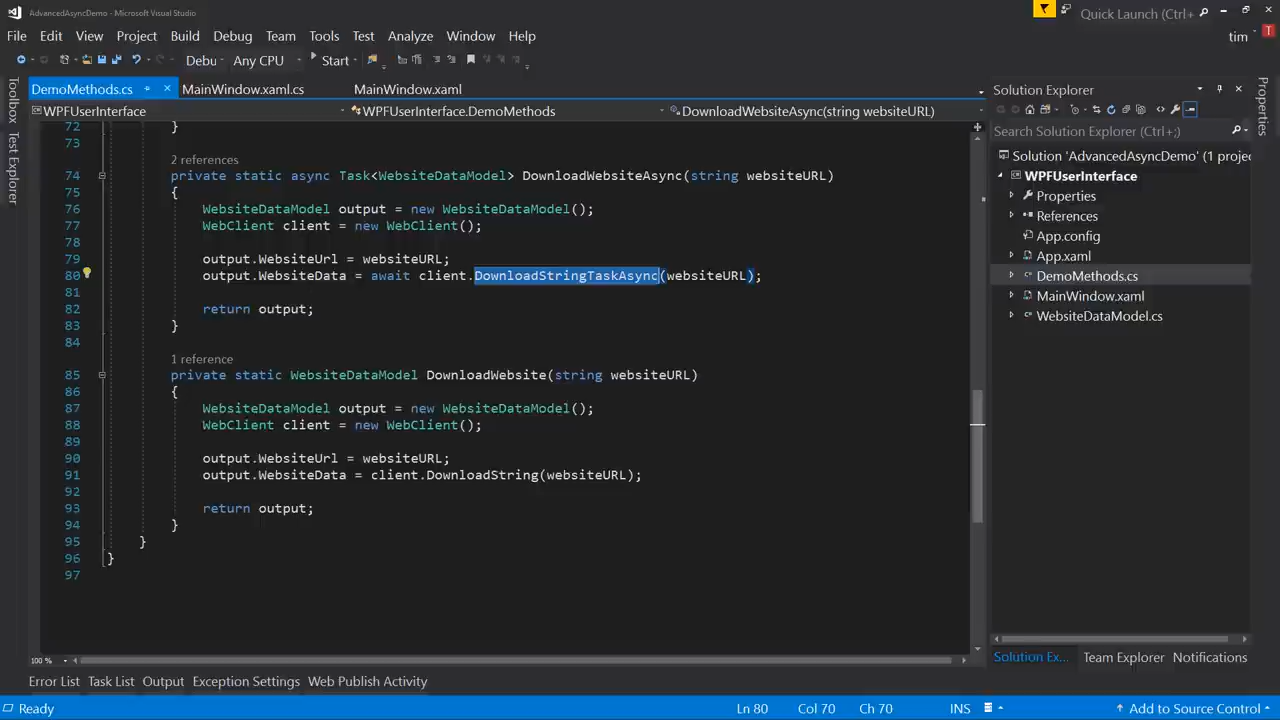 AdvancedAsyncDemo - Microsoft Visual Studio
Quick Launch (Ctrl+
File Edit View Project Build Debug Team Tools Test Analyze Window Help
tim T
Debu Any CPU Start
DemoMethods.cs MainWindow.xaml.cs MainWindow.xaml
WPFUserInterface WPFUserInterface.DemoMethods DownloadWebsiteAsync(string websiteURL)
Toolbox
Test Explorer
72 }
73
2 references
74 private static async Task<WebsiteDataModel> DownloadWebsiteAsync(string websiteURL)
75 {
76 WebsiteDataModel output = new WebsiteDataModel();
77 WebClient client = new WebClient();
78
79 output.WebsiteUrl = websiteURL;
80 output.WebsiteData = await client.DownloadStringTaskAsync(websiteURL);
81
82 return output;
83 }
84
1 reference
85 private static WebsiteDataModel DownloadWebsite(string websiteURL)
86 {
87 WebsiteDataModel output = new WebsiteDataModel();
88 WebClient client = new WebClient();
89
90 output.WebsiteUrl = websiteURL;
91 output.WebsiteData = client.DownloadString(websiteURL);
92
93 return output;
94 }
95 }
96 }
97
100 %
Solution Explorer
Search Solution Explorer (Ctrl+;)
Solution 'AdvancedAsyncDemo' (1 projec
WPFUserInterface
Properties
References
App.config
App.xaml
DemoMethods.cs
MainWindow.xaml
WebsiteDataModel.cs
Solution Ex... Team Explorer Notifications
Properties
Error List Task List Output Exception Settings Web Publish Activity
Ready Ln 80 Col 70 Ch 70 INS Add to Source Control